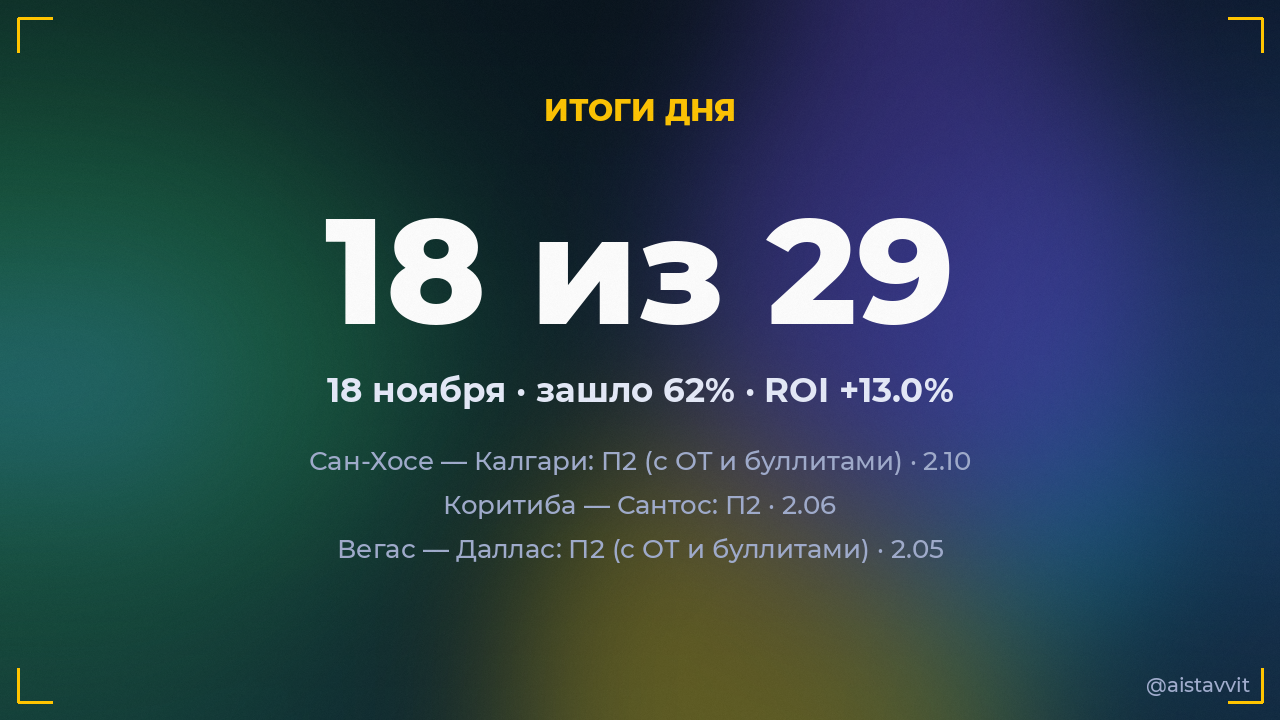 ИТОГИ ДНЯ
18 из 29
18 ноября · зашло 62% · ROI +13.0%
Сан-Хосе — Калгари: П2 (с ОТ и буллитами) · 2.10
Коритиба — Сантос: П2 · 2.06
Вегас — Даллас: П2 (с ОТ и буллитами) · 2.05
@aistavvit